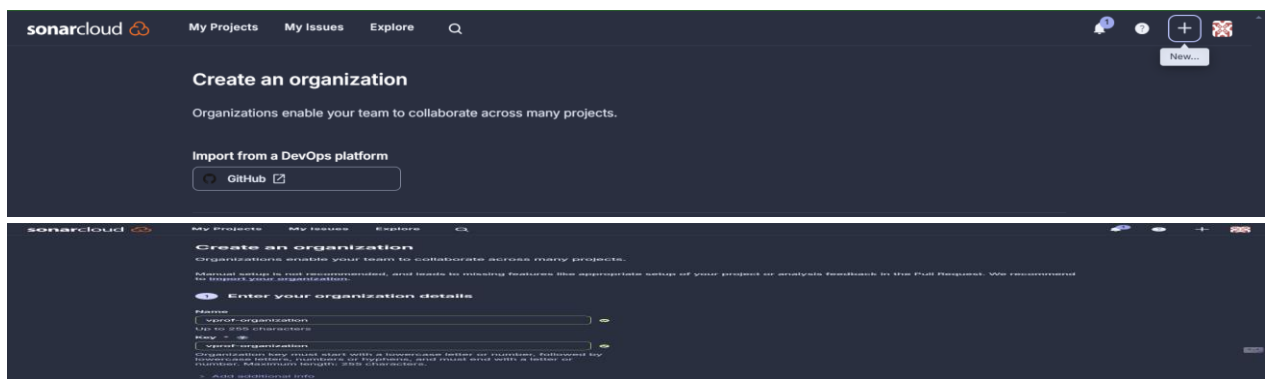 sonarcloud My Projects My Issues Explore 1 ? +
New...
Create an organization
Organizations enable your team to collaborate across many projects.
Import from a DevOps platform
GitHub
sonarcloud My Projects My Issues Explore +
Create an organization
Organizations enable your team to collaborate across many projects.
Manual setup is not recommended, and leads to missing features like appropriate setup of your project or analysis feedback in the Pull Request. We recommend
to import your organization.
1 Enter your organization details
Name
vprof-organization
Up to 255 characters
Key *
vprof-organization
Organization key must start with a lowercase letter or number, followed by
lowercase letters, numbers or hyphens, and must end with a letter or
number. Maximum length: 255 characters.
> Add additional info